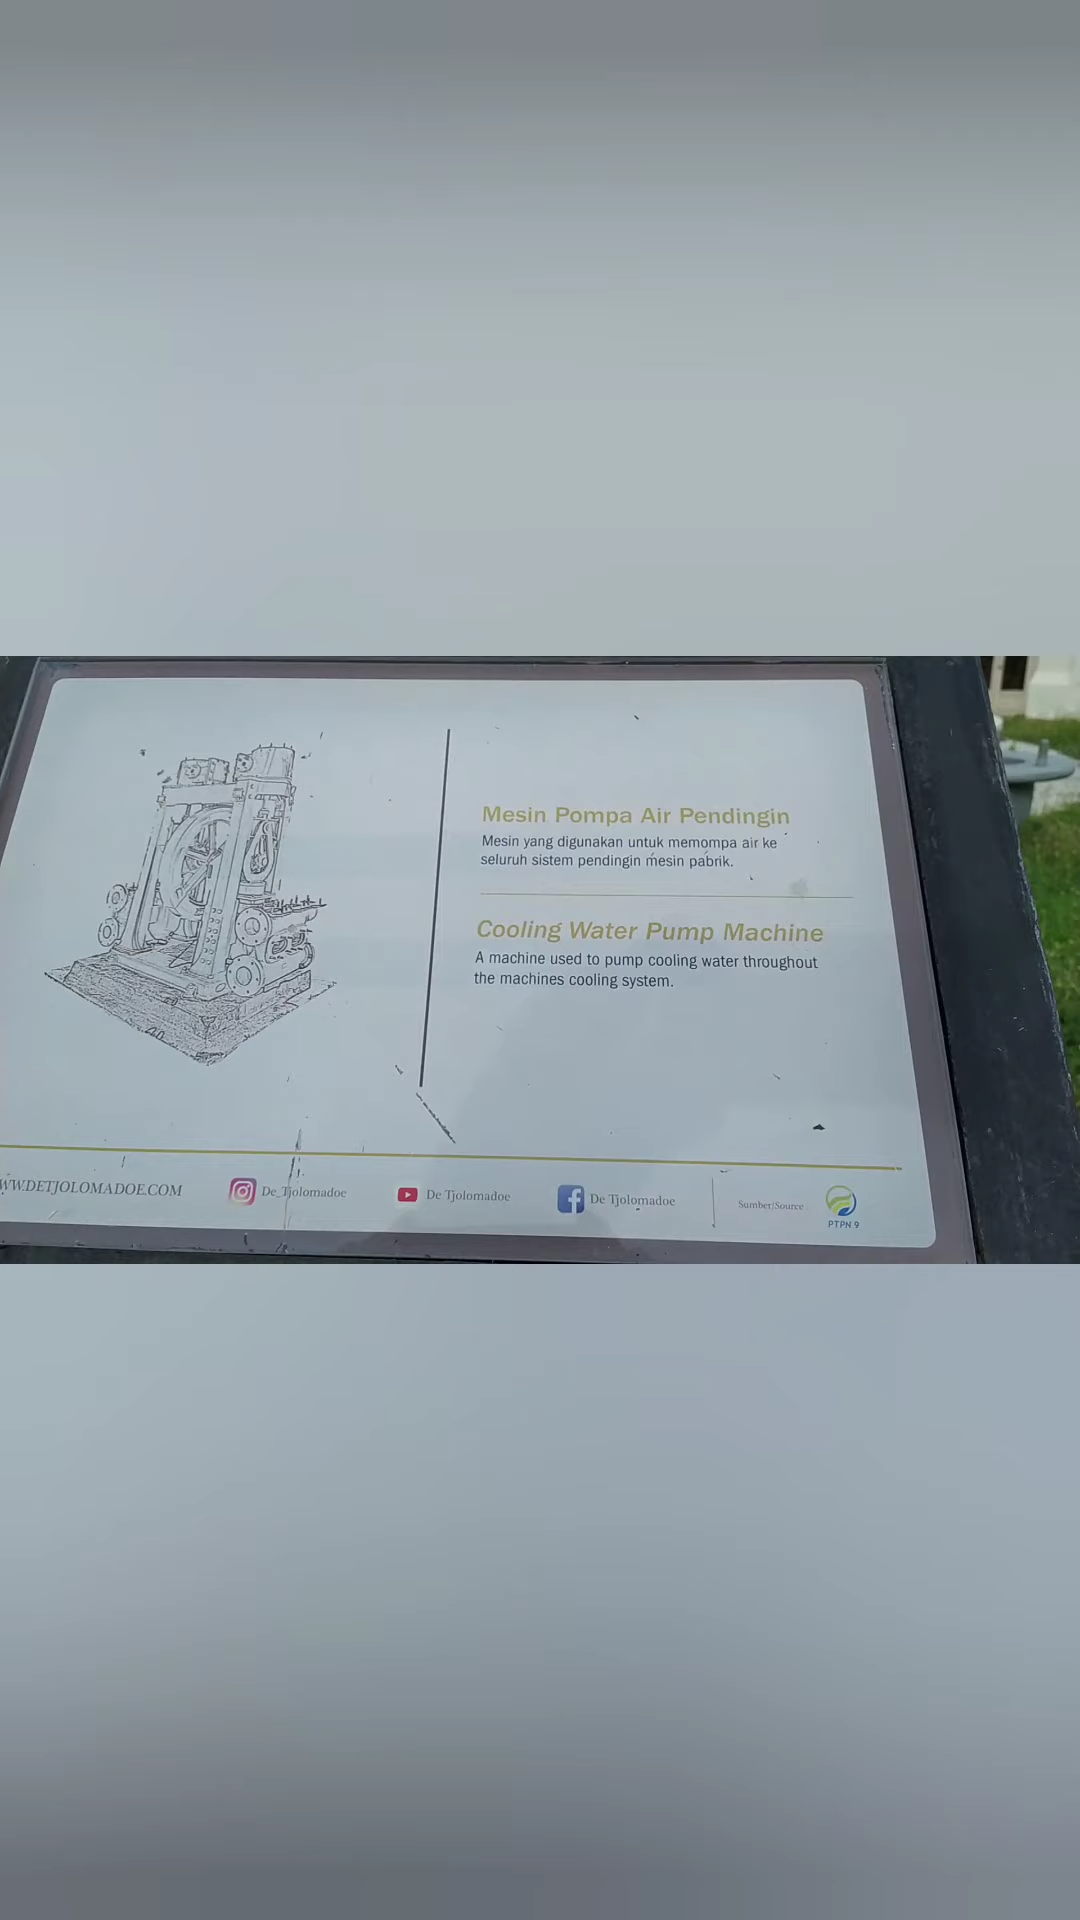 Mesin Pompa Air Pendingin
Mesin yang digunakan untuk memompa air ke
seluruh sistem pendingin mesin pabrik.
Cooling Water Pump Machine
A machine used to pump cooling water throughout
the machines cooling system.
WW.DETJOLOMADOE.COM
De_Tjolomadoe
De Tjolomadoe
De Tjolomadoe
Sumber|Source
PTPN 9